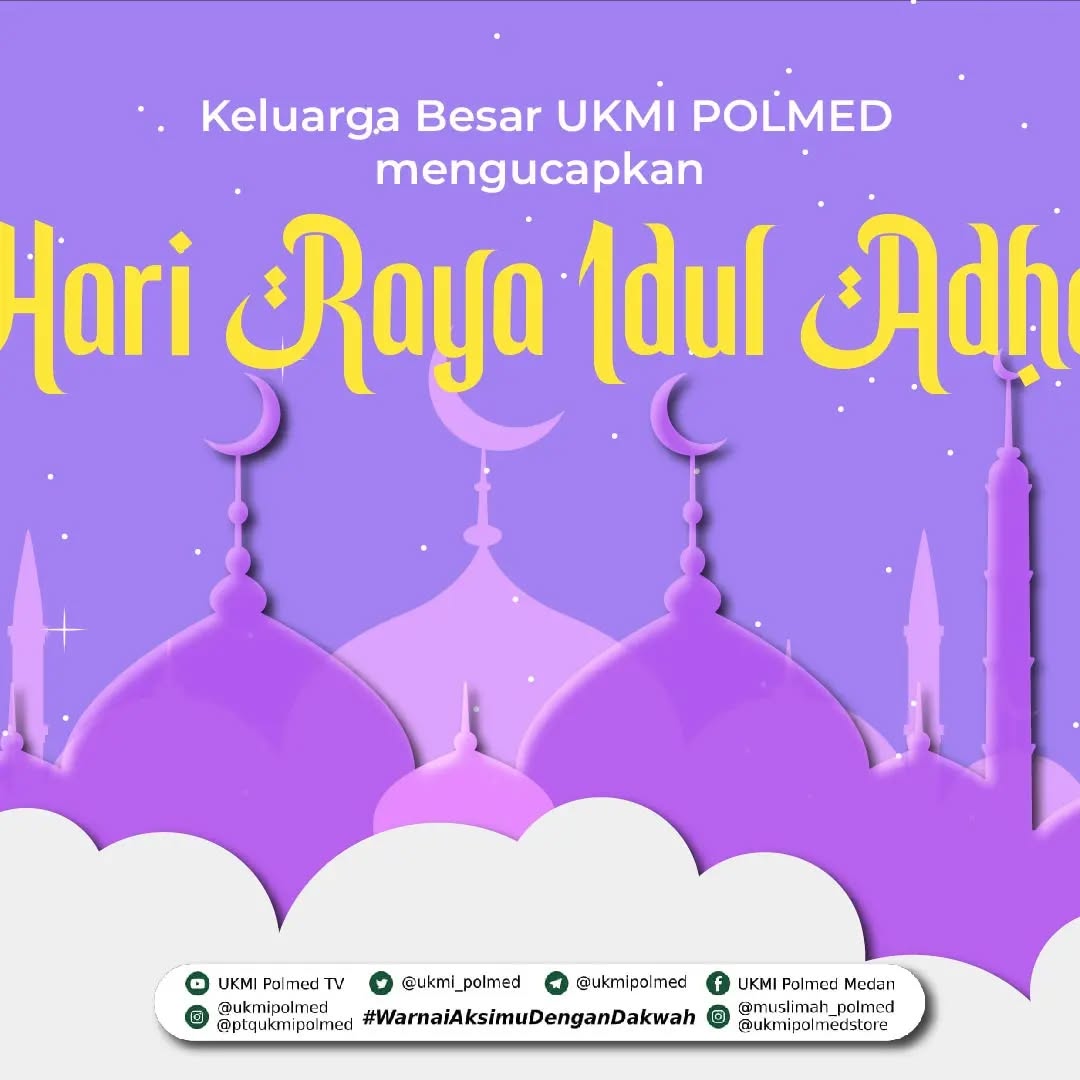 Keluarga Besar UKMI POLMED
mengucapkan
Hari Raya Idul Adha
UKMI Polmed TV @ukmi_polmed @ukmipolmed UKMI Polmed Medan
@ukmipolmed
@ptqukmipolmed
#WarnaiAksimuDenganDakwah
@muslimah_polmed
@ukmipolmedstore